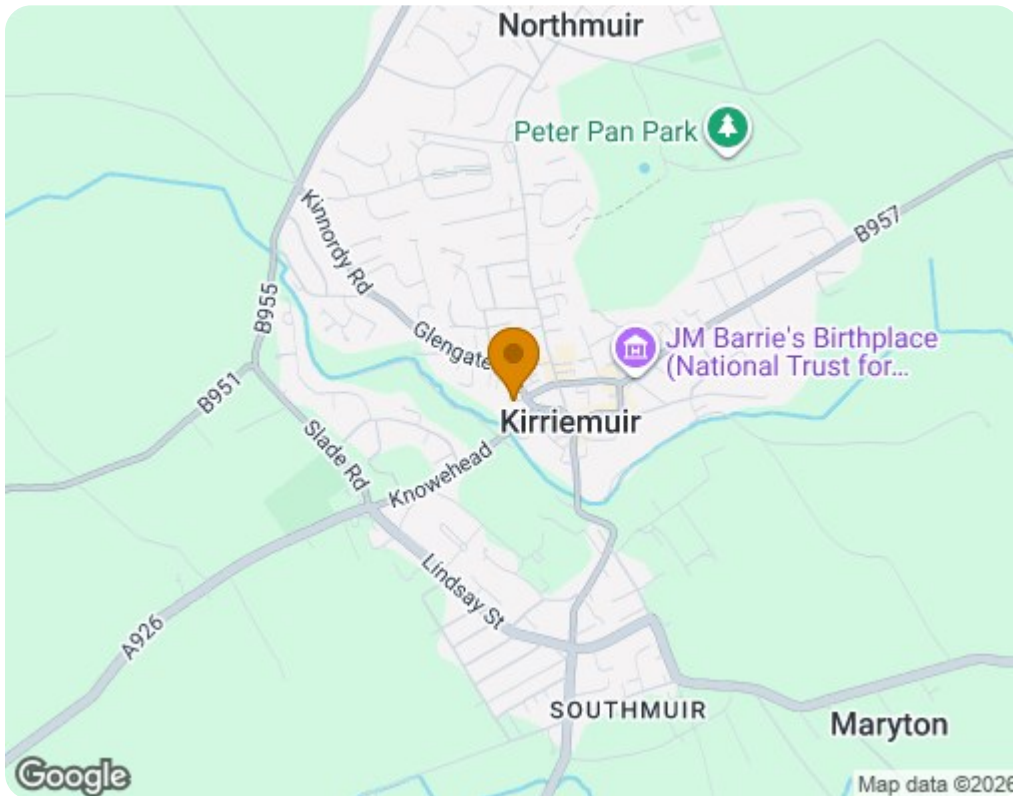 Northmuir
Peter Pan Park
B957
Kinnordy Rd
B955
Glengate
JM Barrie's Birthplace
(National Trust for...
B951
Kirriemuir
Slade Rd
Knowehead
Lindsay St
A926
SOUTHMUIR
Maryton
Google
Map data ©2026